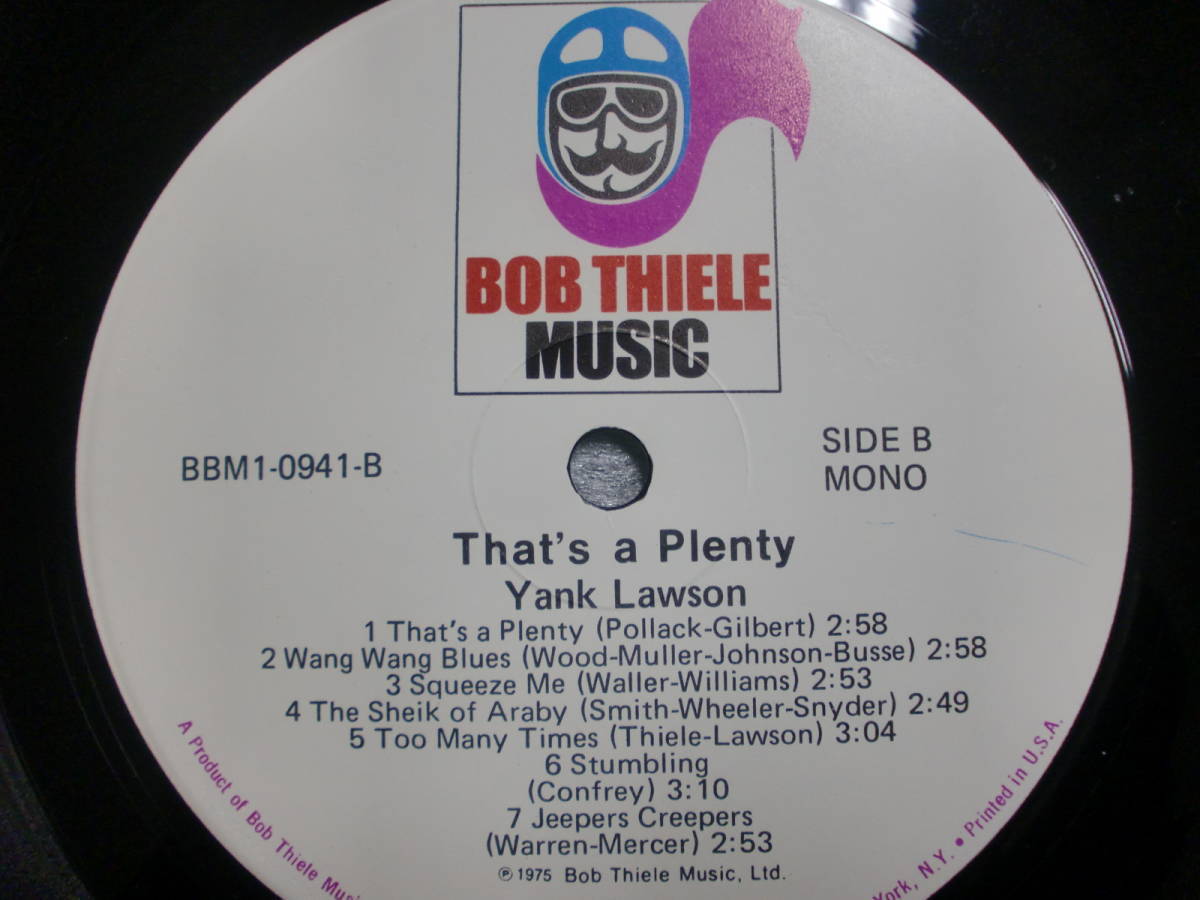 BOB THIELE
MUSIC
BBM1-0941-B
SIDE B
MONO
That's a Plenty
Yank Lawson
1 That's a Plenty (Pollack-Gilbert) 2:58
2 Wang Wang Blues (Wood-Muller-Johnson-Busse) 2:58
3 Squeeze Me (Waller-Williams) 2:53
4 The Sheik of Araby (Smith-Wheeler-Snyder) 2:49
5 Too Many Times (Thiele-Lawson) 3:04
6 Stumbling
(Confrey) 3:10
7 Jeepers Creepers
(Warren-Mercer) 2:53
℗ 1975 Bob Thiele Music, Ltd.
A Product of Bob Thiele Musi
York, N.Y. • Printed in U.S.A.